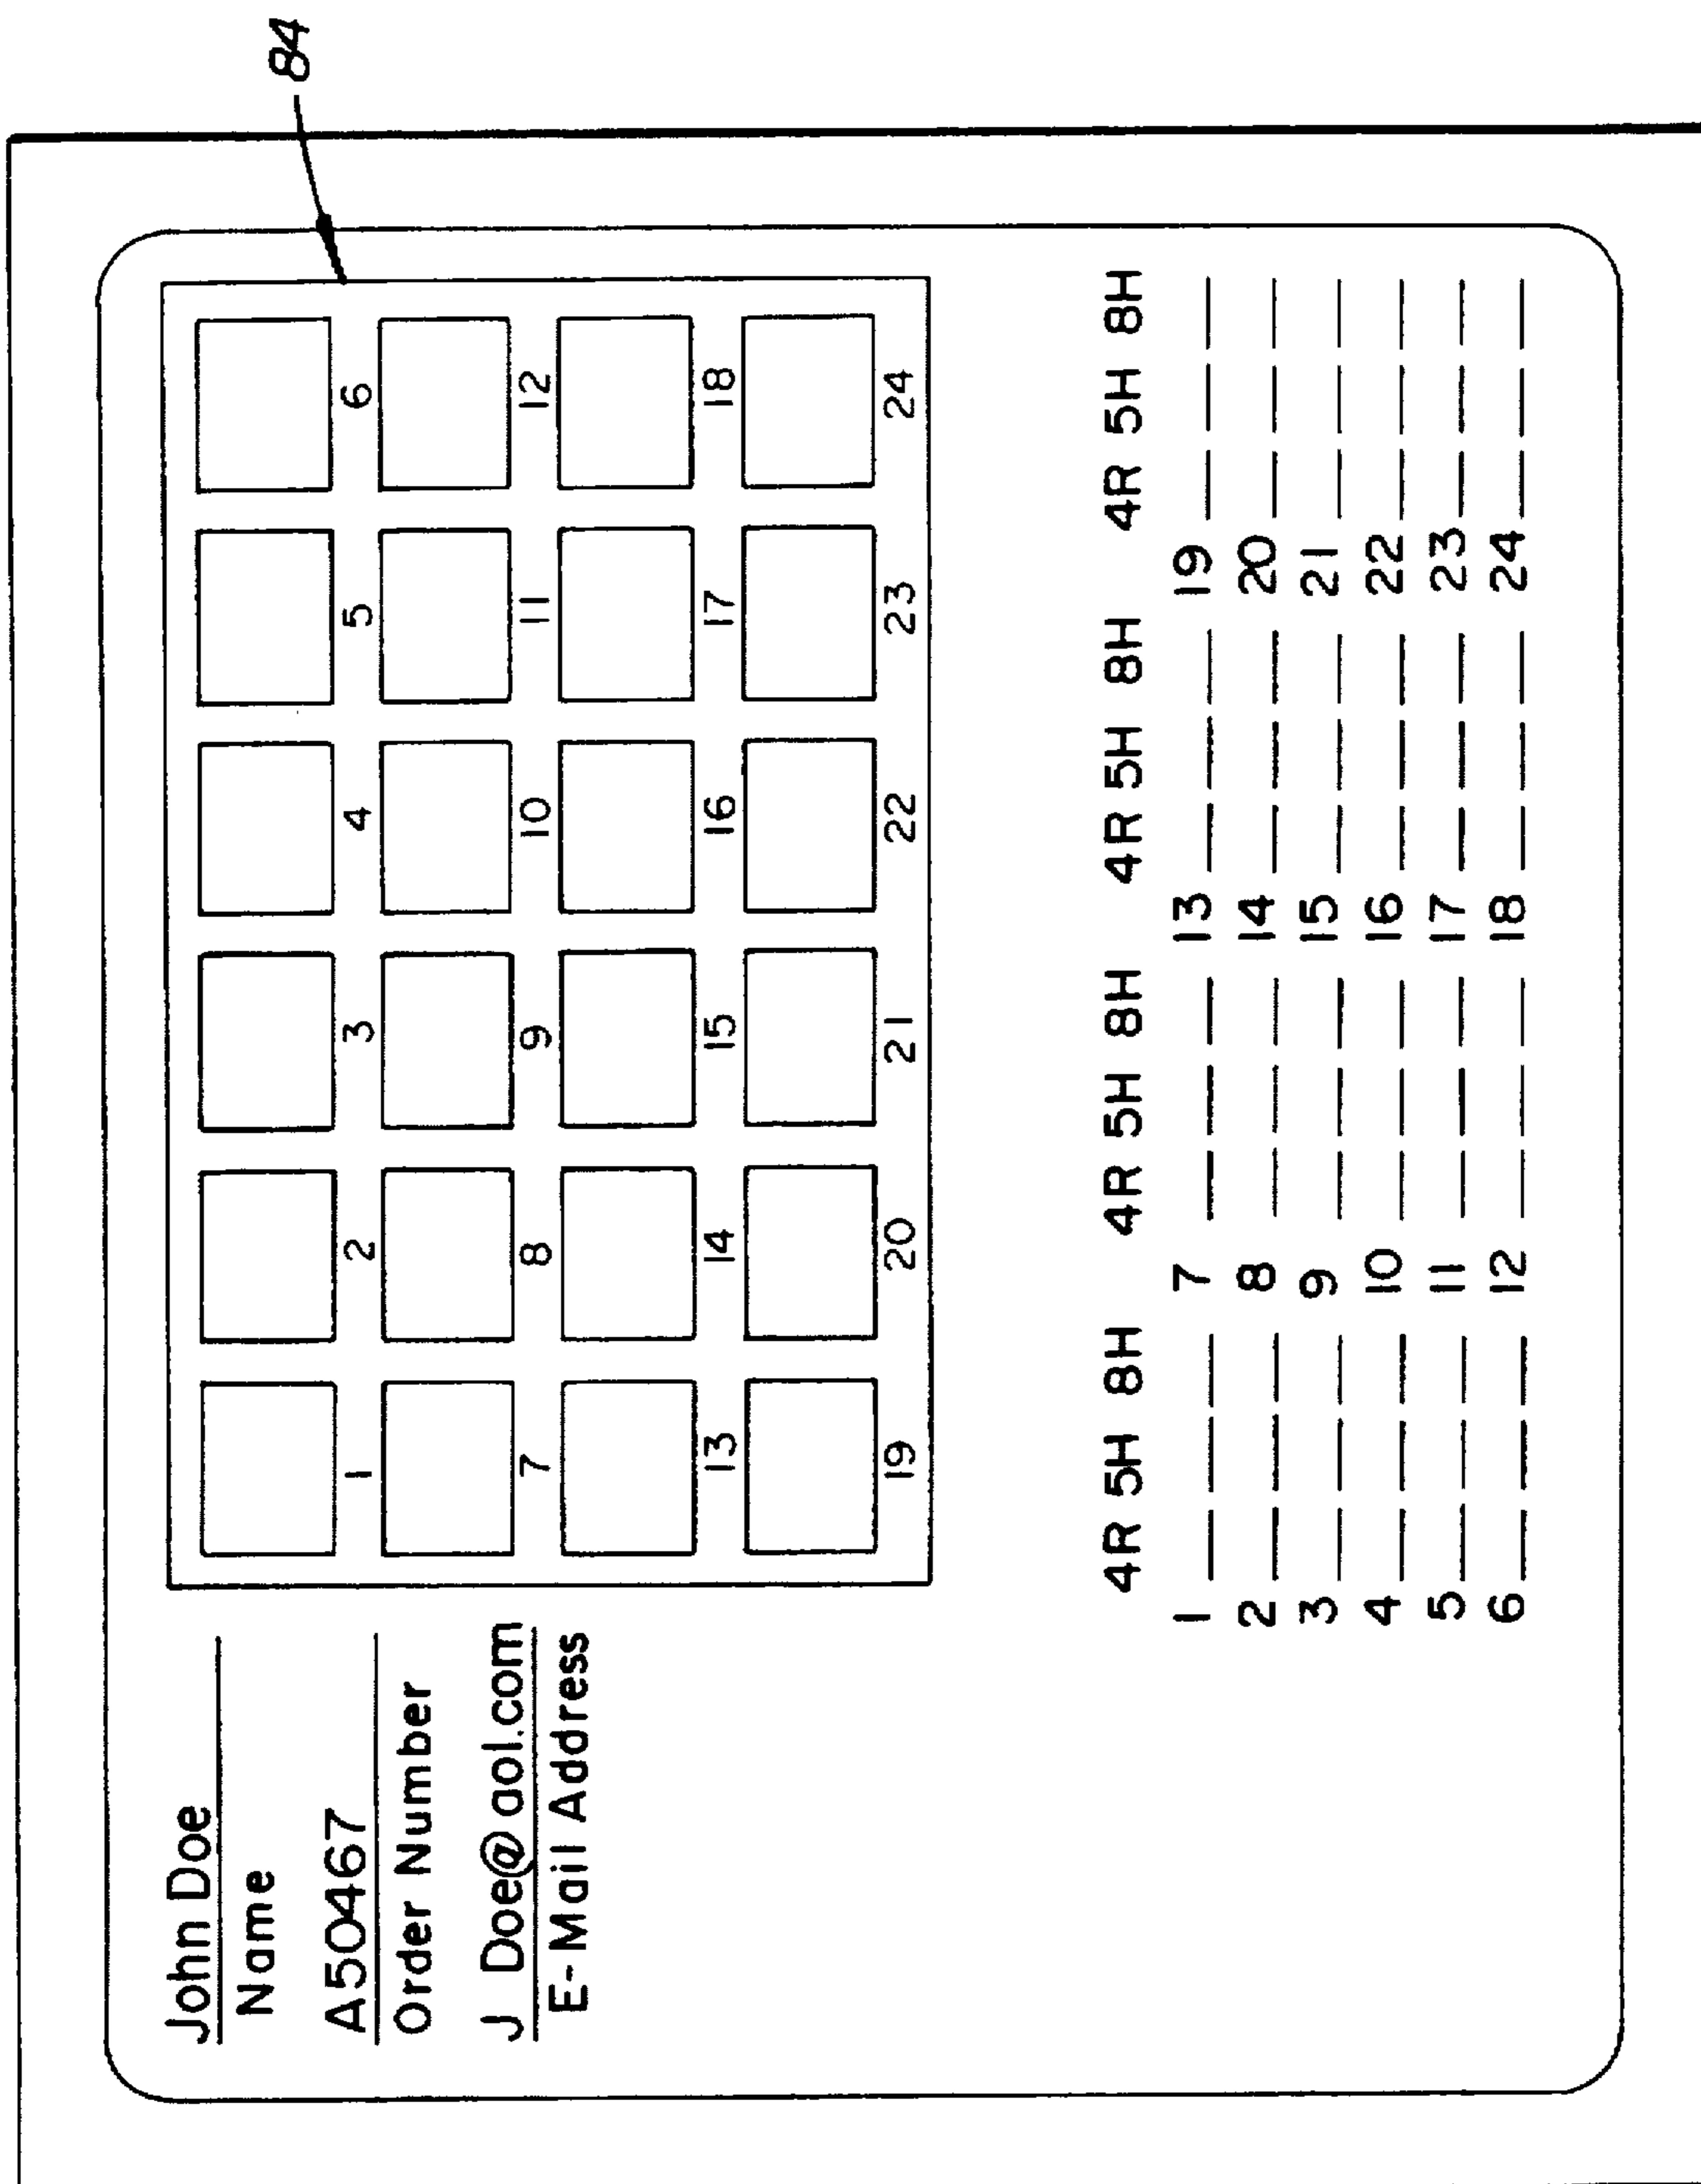 84
John Doe
Name
A50467
Order Number
J Doe@aol.com
E-Mail Address
1 2 3 4 5 6
7 8 9 10 11 12
13 14 15 16 17 18
19 20 21 22 23 24
4R 5H 8H 4R 5H 8H 4R 5H 8H 4R 5H 8H
1 7 13 19
2 8 14 20
3 9 15 21
4 10 16 22
5 11 17 23
6 12 18 24